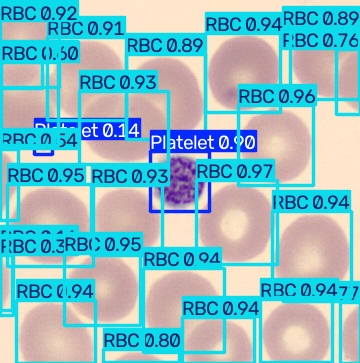 RBC 0.92
RBC 0.91
RBC 0.94
RBC 0.89
RBC 0.89
RBC 0.76
RBC 0.60
RBC 0.93
RBC 0.96
Platelet 0.14
Platelet 0.90
RBC 0.95
RBC 0.93
RBC 0.97
RBC 0.94
RBC 0.95
RBC 0.94
RBC 0.94
RBC 0.94
RBC 0.94
RBC 0.80